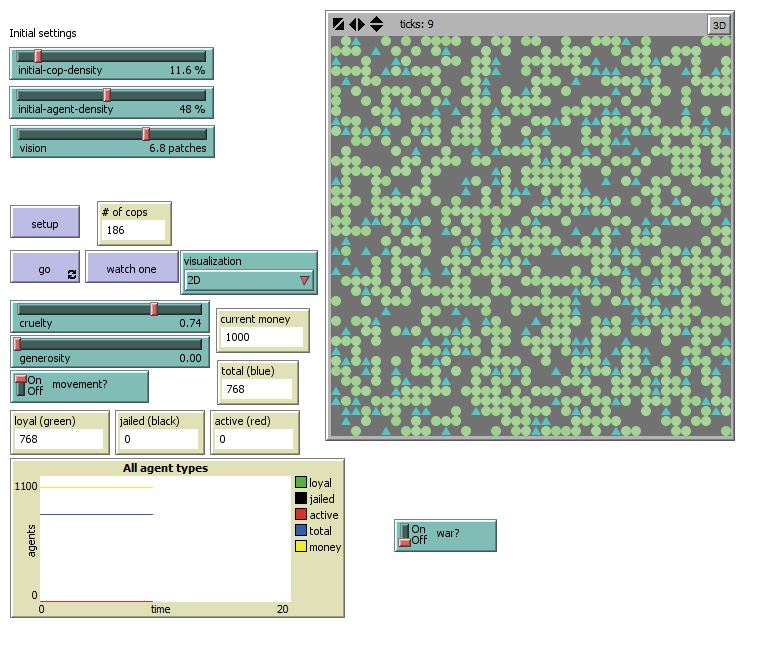 Initial settings
initial-cop-density 11.6 %
initial-agent-density 48 %
vision 6.8 patches
ticks: 9
3D
setup
# of cops
186
go
watch one
visualization
2D
cruelty 0.74
generosity 0.00
current money
1000
On
Off
movement?
total (blue)
768
loyal (green)
768
jailed (black)
0
active (red)
0
All agent types
1100
agents
0
0
time
20
loyal
jailed
active
total
money
On
Off
war?